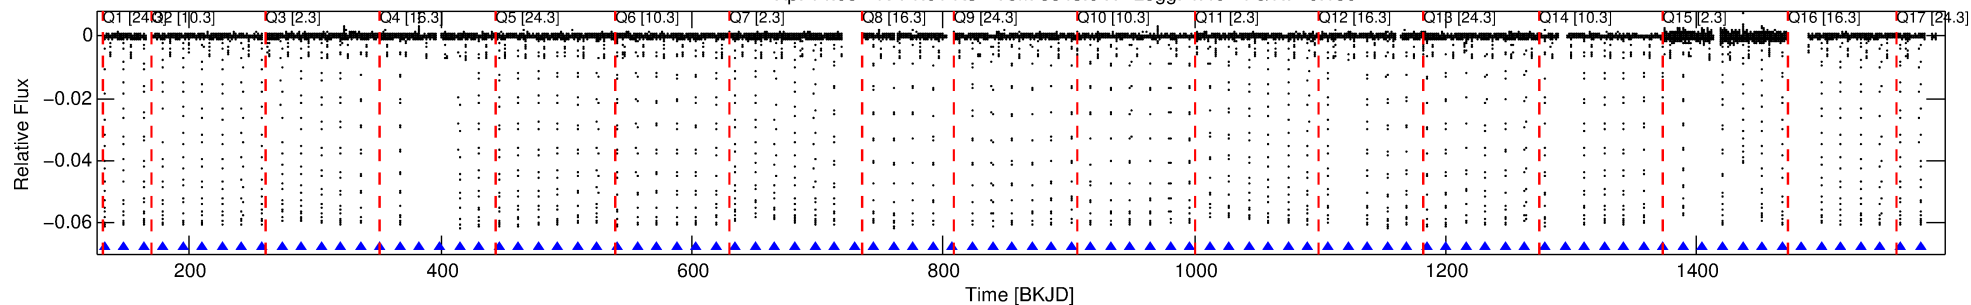 Q1 [24.3] Q2 [10.3] Q3 [2.3] Q4 [16.3] Q5 [24.3] Q6 [10.3] Q7 [2.3] Q8 [16.3] Q9 [24.3] Q10 [10.3] Q11 [2.3] Q12 [16.3] Q13 [24.3] Q14 [10.3] Q15 [2.3] Q16 [16.3] Q17 [24.3]
0
−0.02
−0.04
−0.06
Relative Flux
200 400 600 800 1000 1200 1400
Time [BKJD]